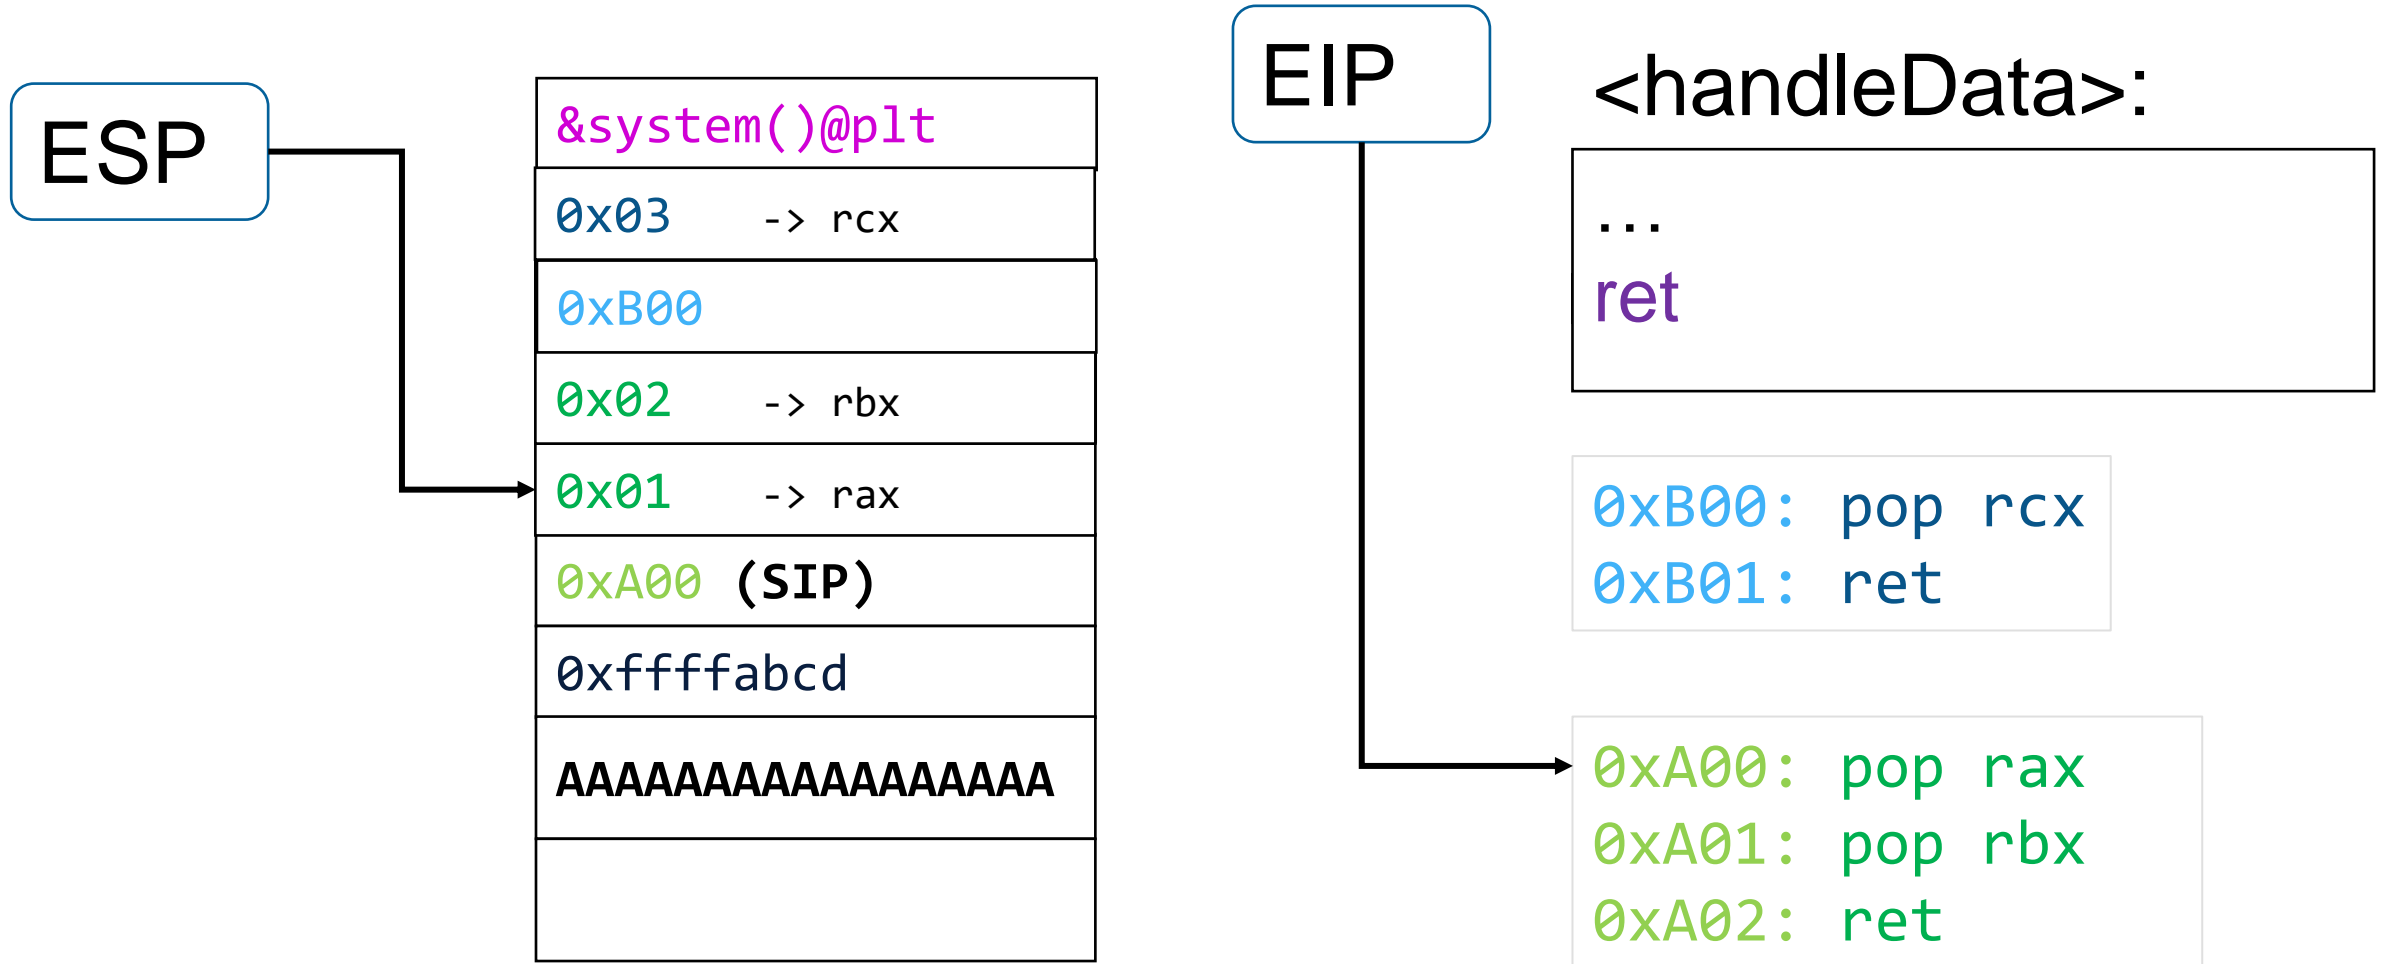 ESP
&system()@plt
0x03 -> rcx
0xB00
0x02 -> rbx
0x01 -> rax
0xA00 (SIP)
0xffffabcd
AAAAAAAAAAAAAAAAA
EIP
<handleData>:
…
ret
0xB00: pop rcx
0xB01: ret
0xA00: pop rax
0xA01: pop rbx
0xA02: ret